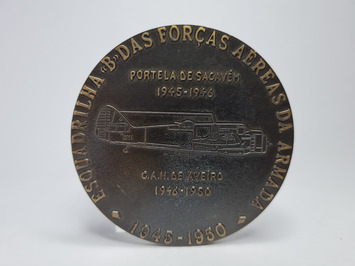 ESQUADRILHA "B" DAS FORÇAS AÉREAS DA ARMADA
PORTELA DE SACAVÉM
1945-1946
C.A.N. DE AVEIRO
1946-1950
1945-1950